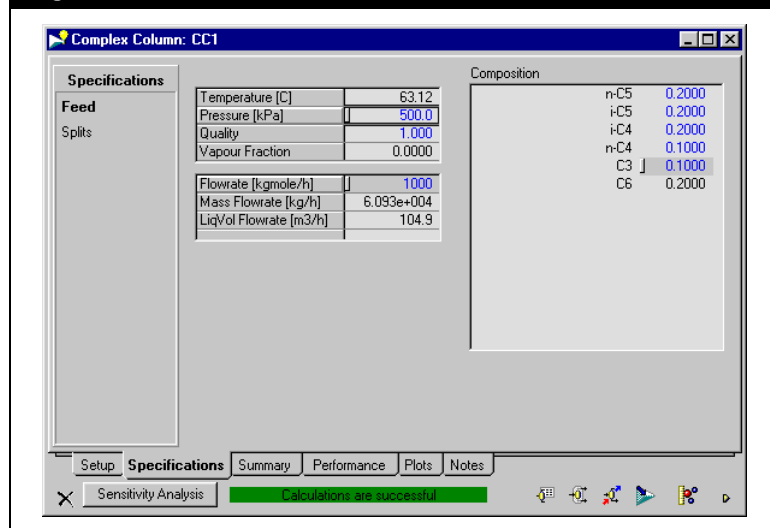 Complex Column: CC1
Specifications
Feed
Splits
Temperature [C] 63.12
Pressure [kPa] 500.0
Quality 1.000
Vapour Fraction 0.0000
Flowrate [kgmole/h] 1000
Mass Flowrate [kg/h] 6.093e+004
LiqVol Flowrate [m3/h] 104.9
Composition
n-C5 0.2000
i-C5 0.2000
i-C4 0.2000
n-C4 0.1000
C3 0.1000
C6 0.2000
Setup Specifications Summary Performance Plots Notes
Sensitivity Analysis Calculations are successful